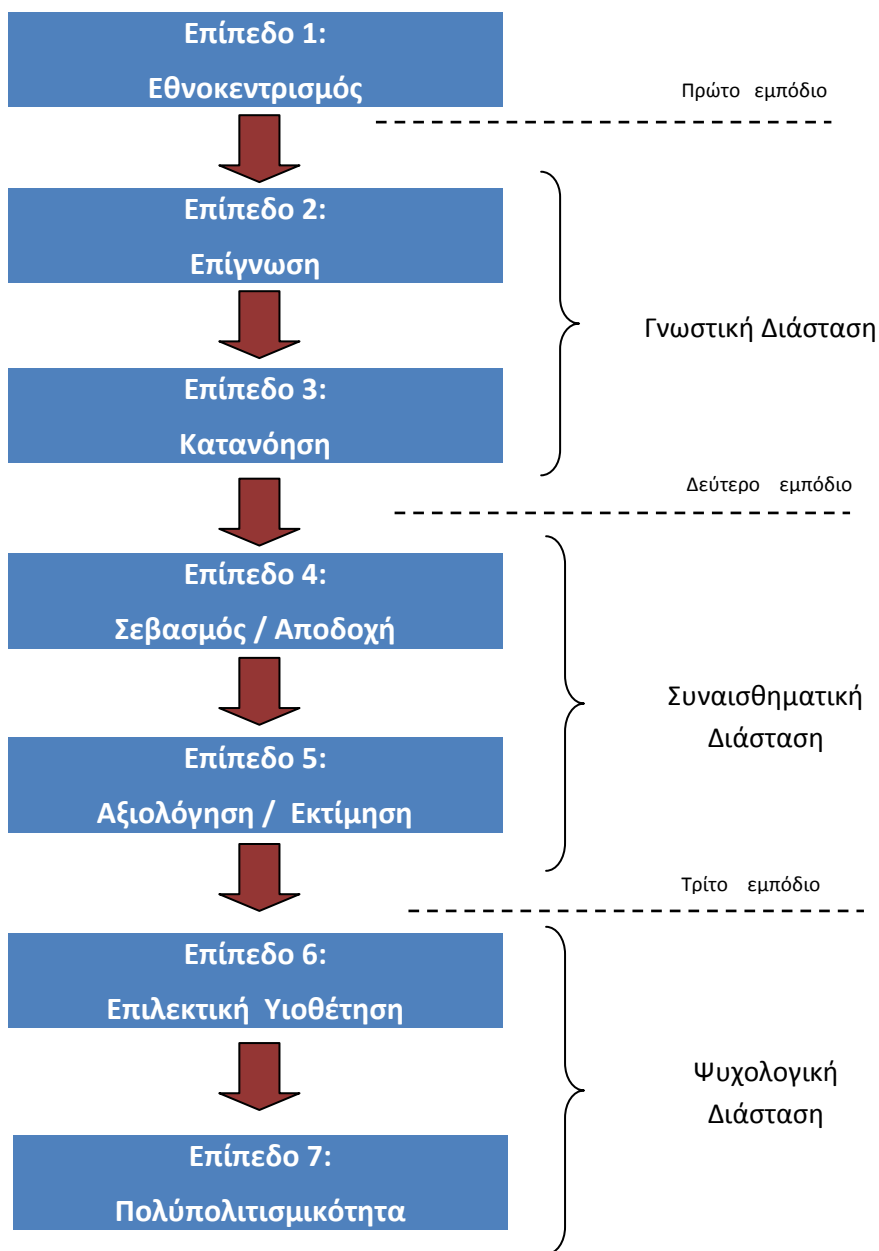 Επίπεδο 1:
Εθνοκεντρισμός
Πρώτο εμπόδιο
Επίπεδο 2:
Επίγνωση
Γνωστική Διάσταση
Επίπεδο 3:
Κατανόηση
Δεύτερο εμπόδιο
Επίπεδο 4:
Σεβασμός / Αποδοχή
Συναισθηματική
Διάσταση
Επίπεδο 5:
Αξιολόγηση / Εκτίμηση
Τρίτο εμπόδιο
Επίπεδο 6:
Επιλεκτική Υιοθέτηση
Ψυχολογική
Διάσταση
Επίπεδο 7:
Πολύπολιτισμικότητα